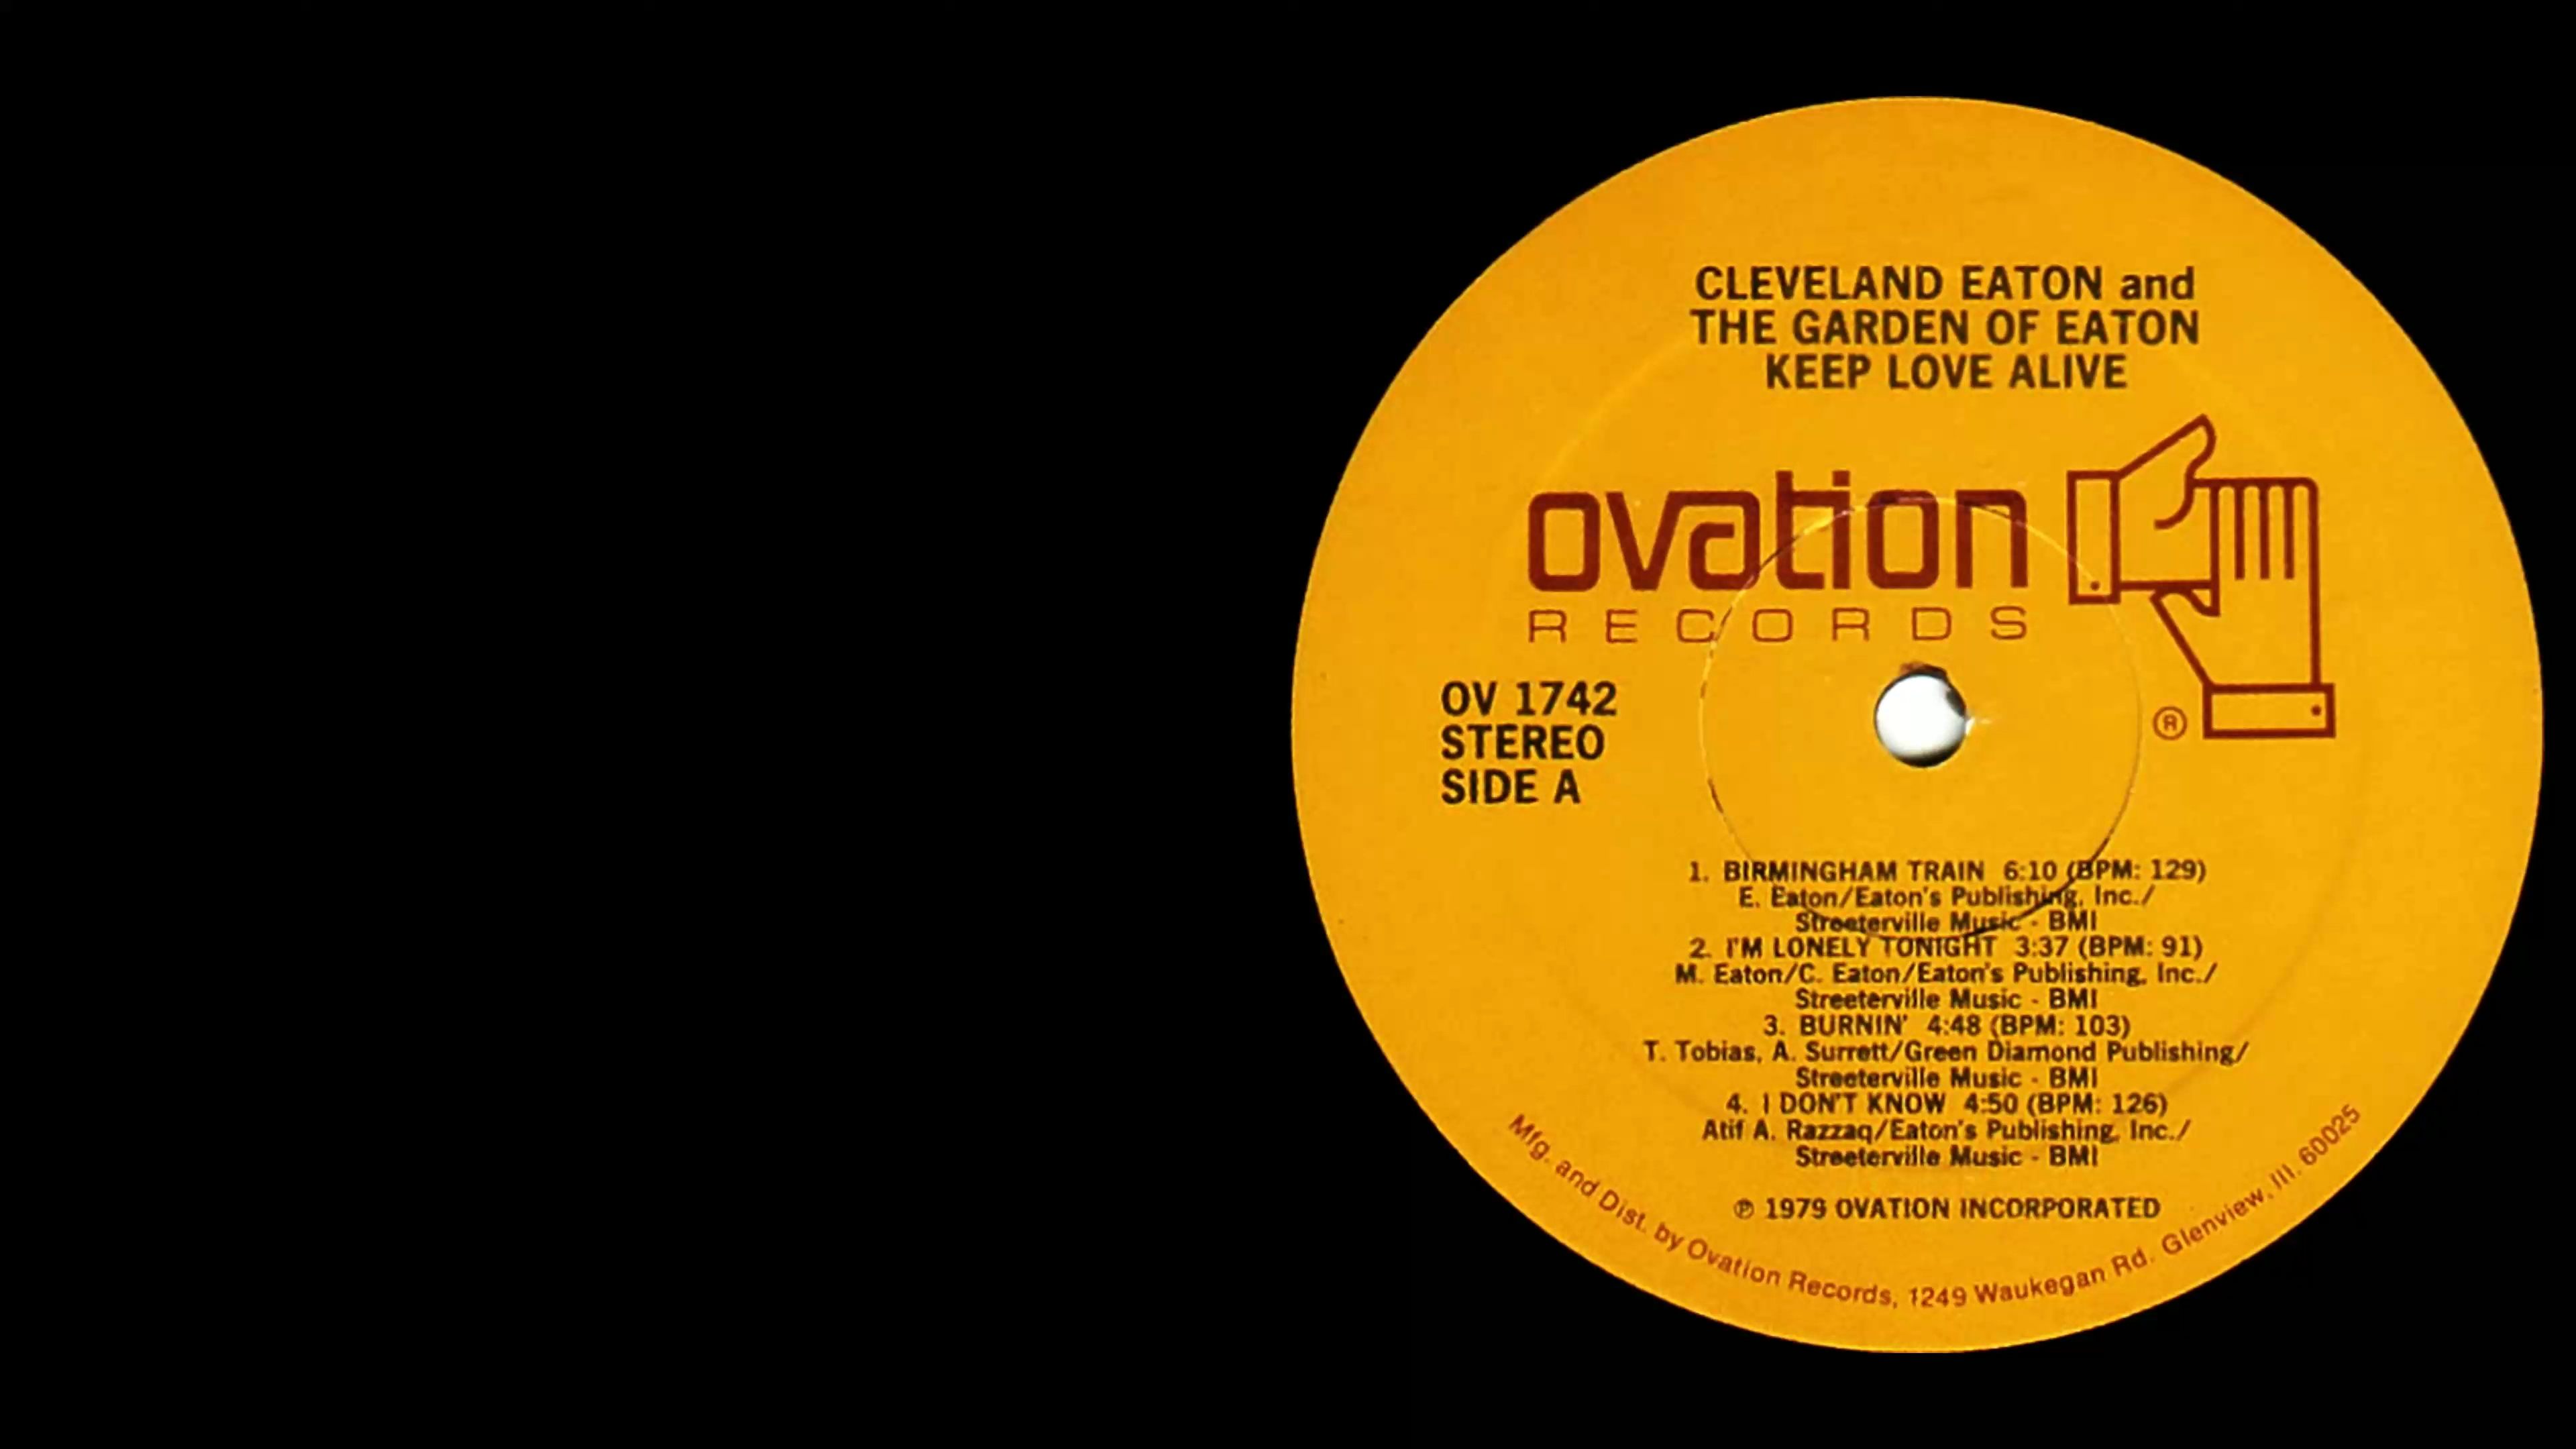 CLEVELAND EATON and
THE GARDEN OF EATON
KEEP LOVE ALIVE
ovation
RECORDS
®
OV 1742
STEREO
SIDE A
1. BIRMINGHAM TRAIN 6:10 (BPM: 129)
E. Eaton/Eaton's Publishing, Inc./
Streeterville Music - BMI
2. I'M LONELY TONIGHT 3:37 (BPM: 91)
M. Eaton/C. Eaton/Eaton's Publishing, Inc./
Streeterville Music - BMI
3. BURNIN' 4:48 (BPM: 103)
T. Tobias, A. Surrett/Green Diamond Publishing/
Streeterville Music - BMI
4. I DON'T KNOW 4:50 (BPM: 126)
Atif A. Razzaq/Eaton's Publishing, Inc./
Streeterville Music - BMI
℗ 1979 OVATION INCORPORATED
Mfg. and Dist. by Ovation Records, 1249 Waukegan Rd. Glenview, Ill. 60025